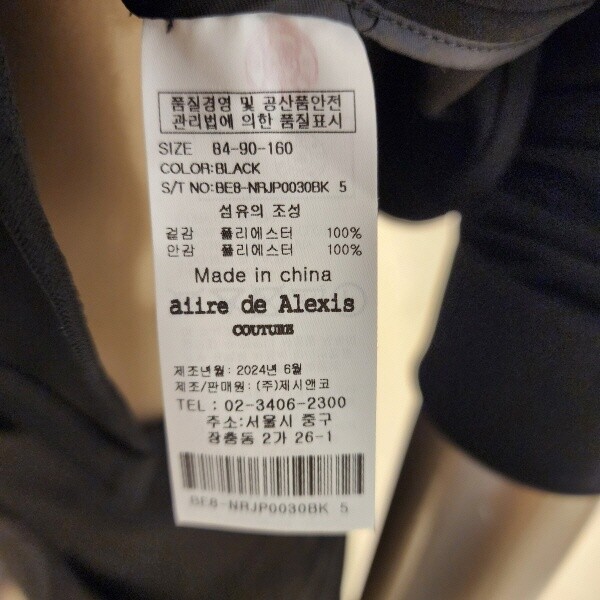 품질경영 및 공산품안전
관리법에 의한 품질표시
SIZE 84-90-160
COLOR:BLACK
S/T NO:BE8-NRJP0030BK 5
섬유의 조성
겉감 폴리에스터 100%
안감 폴리에스터 100%
Made in china
aiire de Alexis
COUTURE
제조년월: 2024년 6월
제조/판매원: (주)제시앤코
TEL : 02-3406-2300
주소:서울시 중구
장충동 2가 26-1
BE8-NRJP0030BK 5